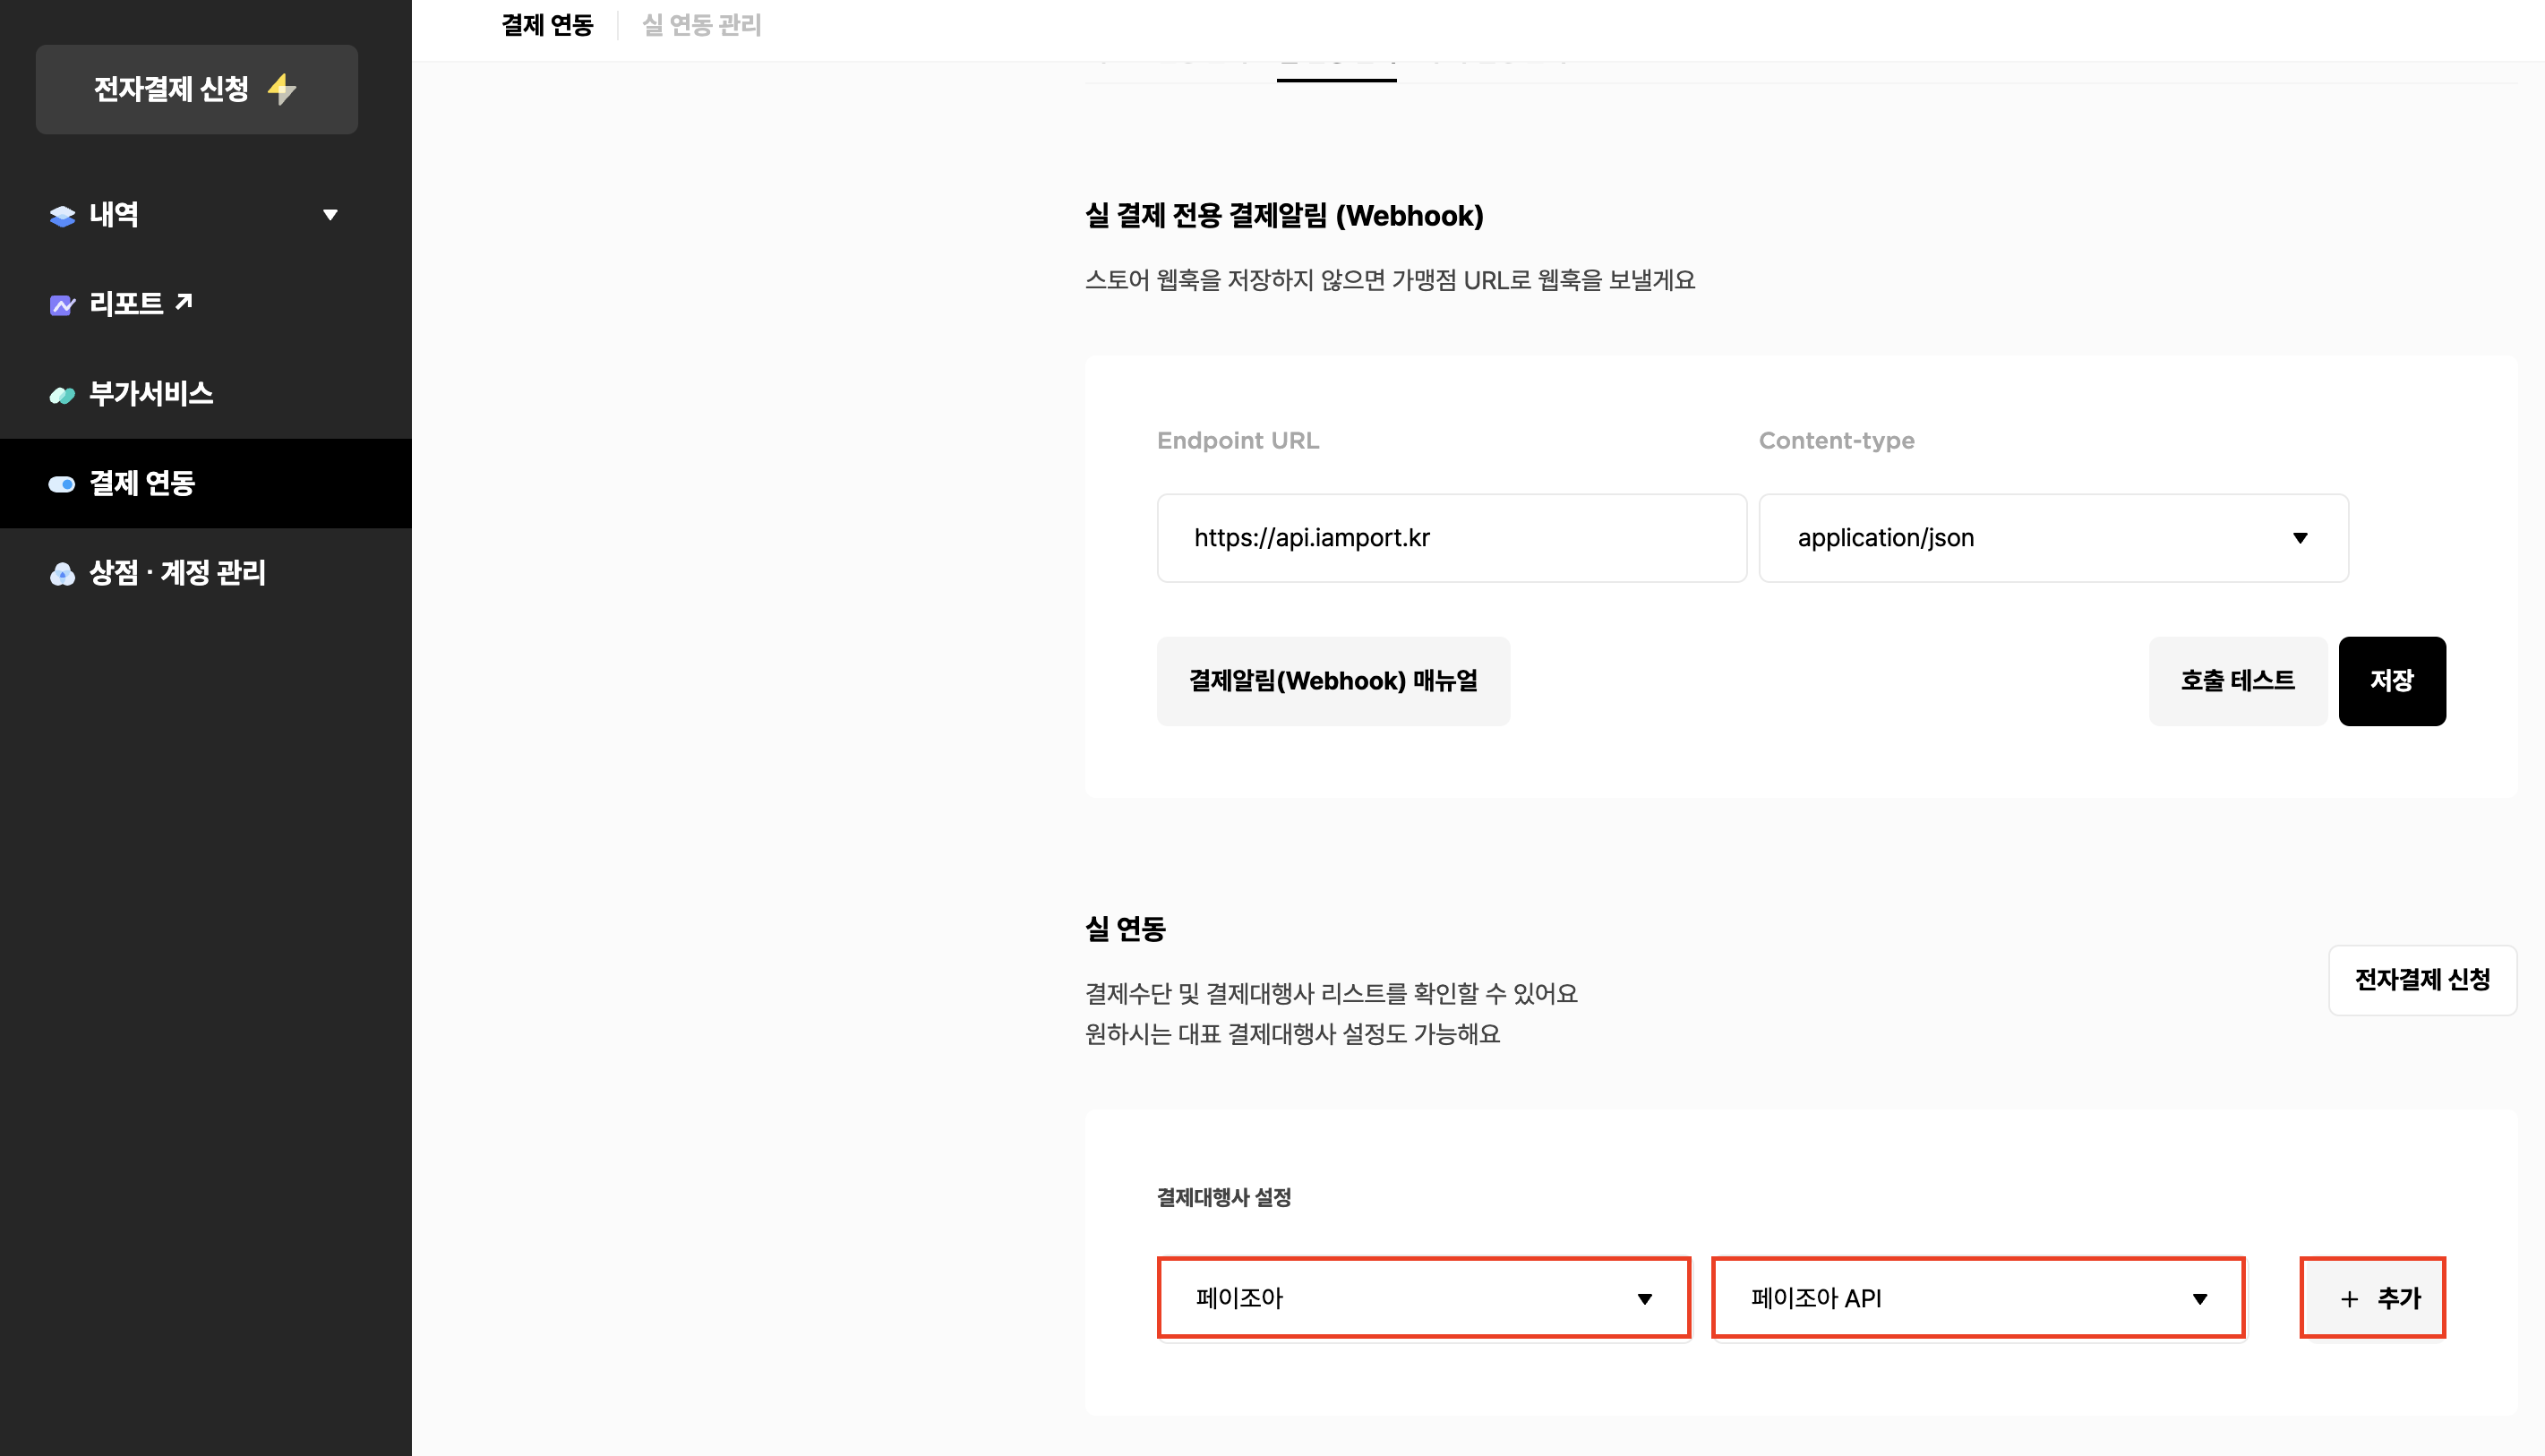 전자결제 신청
내역
리포트
부가서비스
결제 연동
상점 · 계정 관리
결제 연동
실 연동 관리
실 결제 전용 결제알림 (Webhook)
스토어 웹훅을 저장하지 않으면 가맹점 URL로 웹훅을 보낼게요
Endpoint URL
Content-type
https://api.iamport.kr
application/json
결제알림(Webhook) 매뉴얼
호출 테스트
저장
실 연동
전자결제 신청
결제수단 및 결제대행사 리스트를 확인할 수 있어요
원하시는 대표 결제대행사 설정도 가능해요
결제대행사 설정
페이조아
페이조아 API
+ 추가